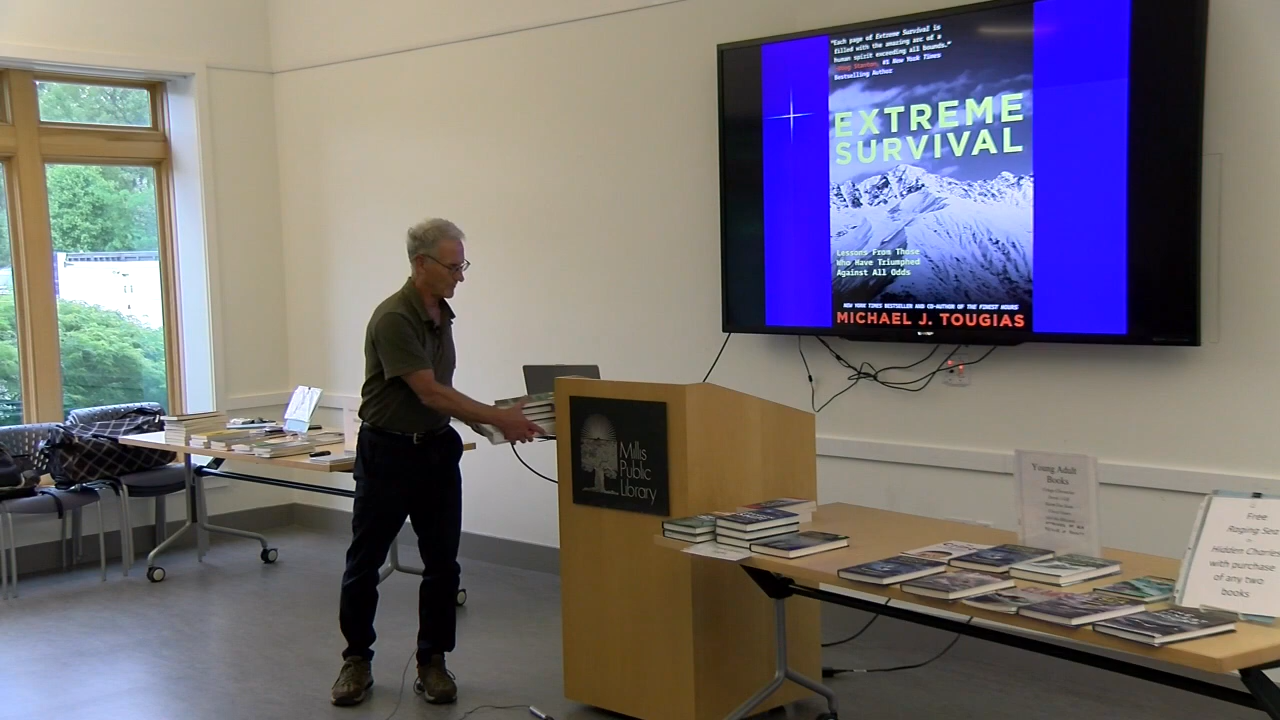 "Each page of Extreme Survival is
filled with the amazing arc of a
human spirit exceeding all bounds."
Doug Stanton, #1 New York Times
Bestselling Author
EXTREME
SURVIVAL
Lessons From Those
Who Have Triumphed
Against All Odds
NEW YORK TIMES BESTSELLER AND CO-AUTHOR OF THE FINEST HOURS
MICHAEL J. TOUGIAS
Millis
Public
Library
Young Adult
Books
Free
Raging Sea
Hidden Charles
with purchase
of any two
books